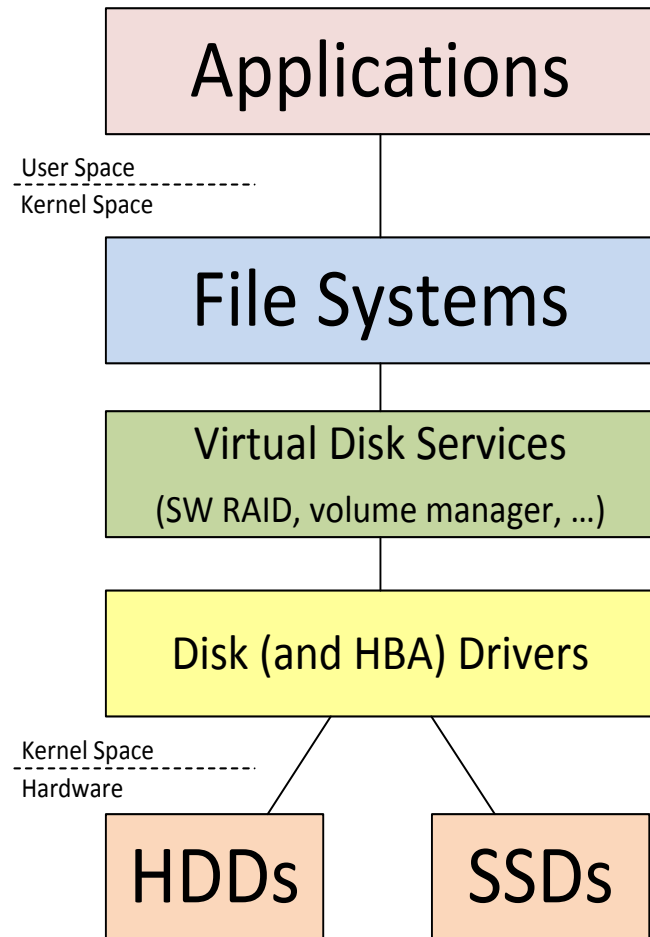 Applications
User Space
Kernel Space
File Systems
Virtual Disk Services
(SW RAID, volume manager, …)
Disk (and HBA) Drivers
Kernel Space
Hardware
HDDs
SSDs